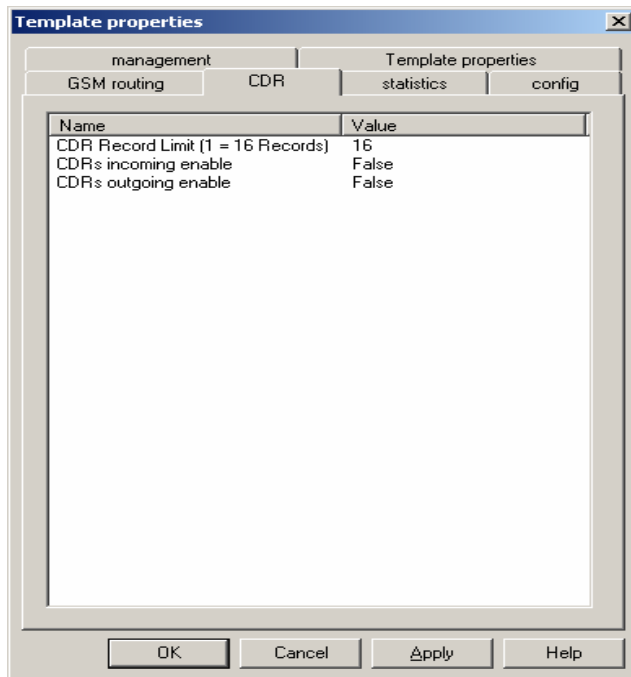 Template properties
management Template properties
GSM routing CDR statistics config
Name Value
CDR Record Limit (1 = 16 Records) 16
CDRs incoming enable False
CDRs outgoing enable False
OK Cancel Apply Help